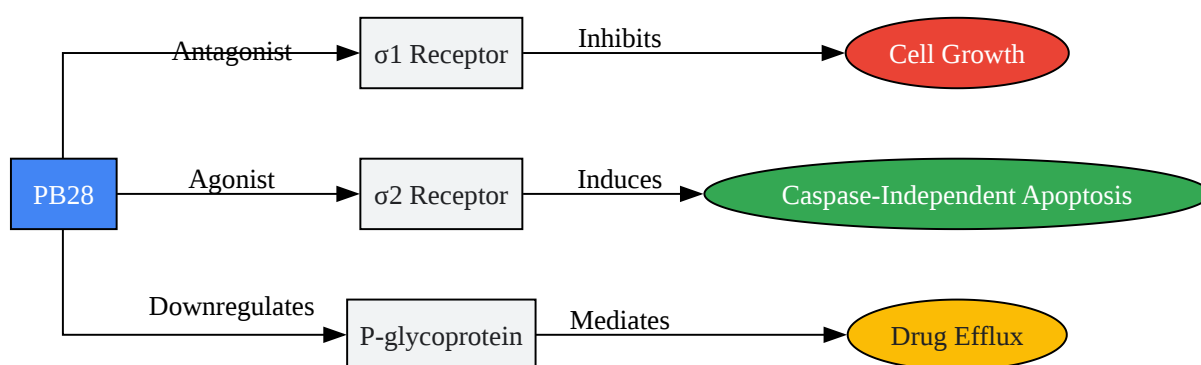 Antagonist
σ1 Receptor
Inhibits
Cell Growth
PB28
Agonist
σ2 Receptor
Induces
Caspase-Independent Apoptosis
Downregulates
P-glycoprotein
Mediates
Drug Efflux